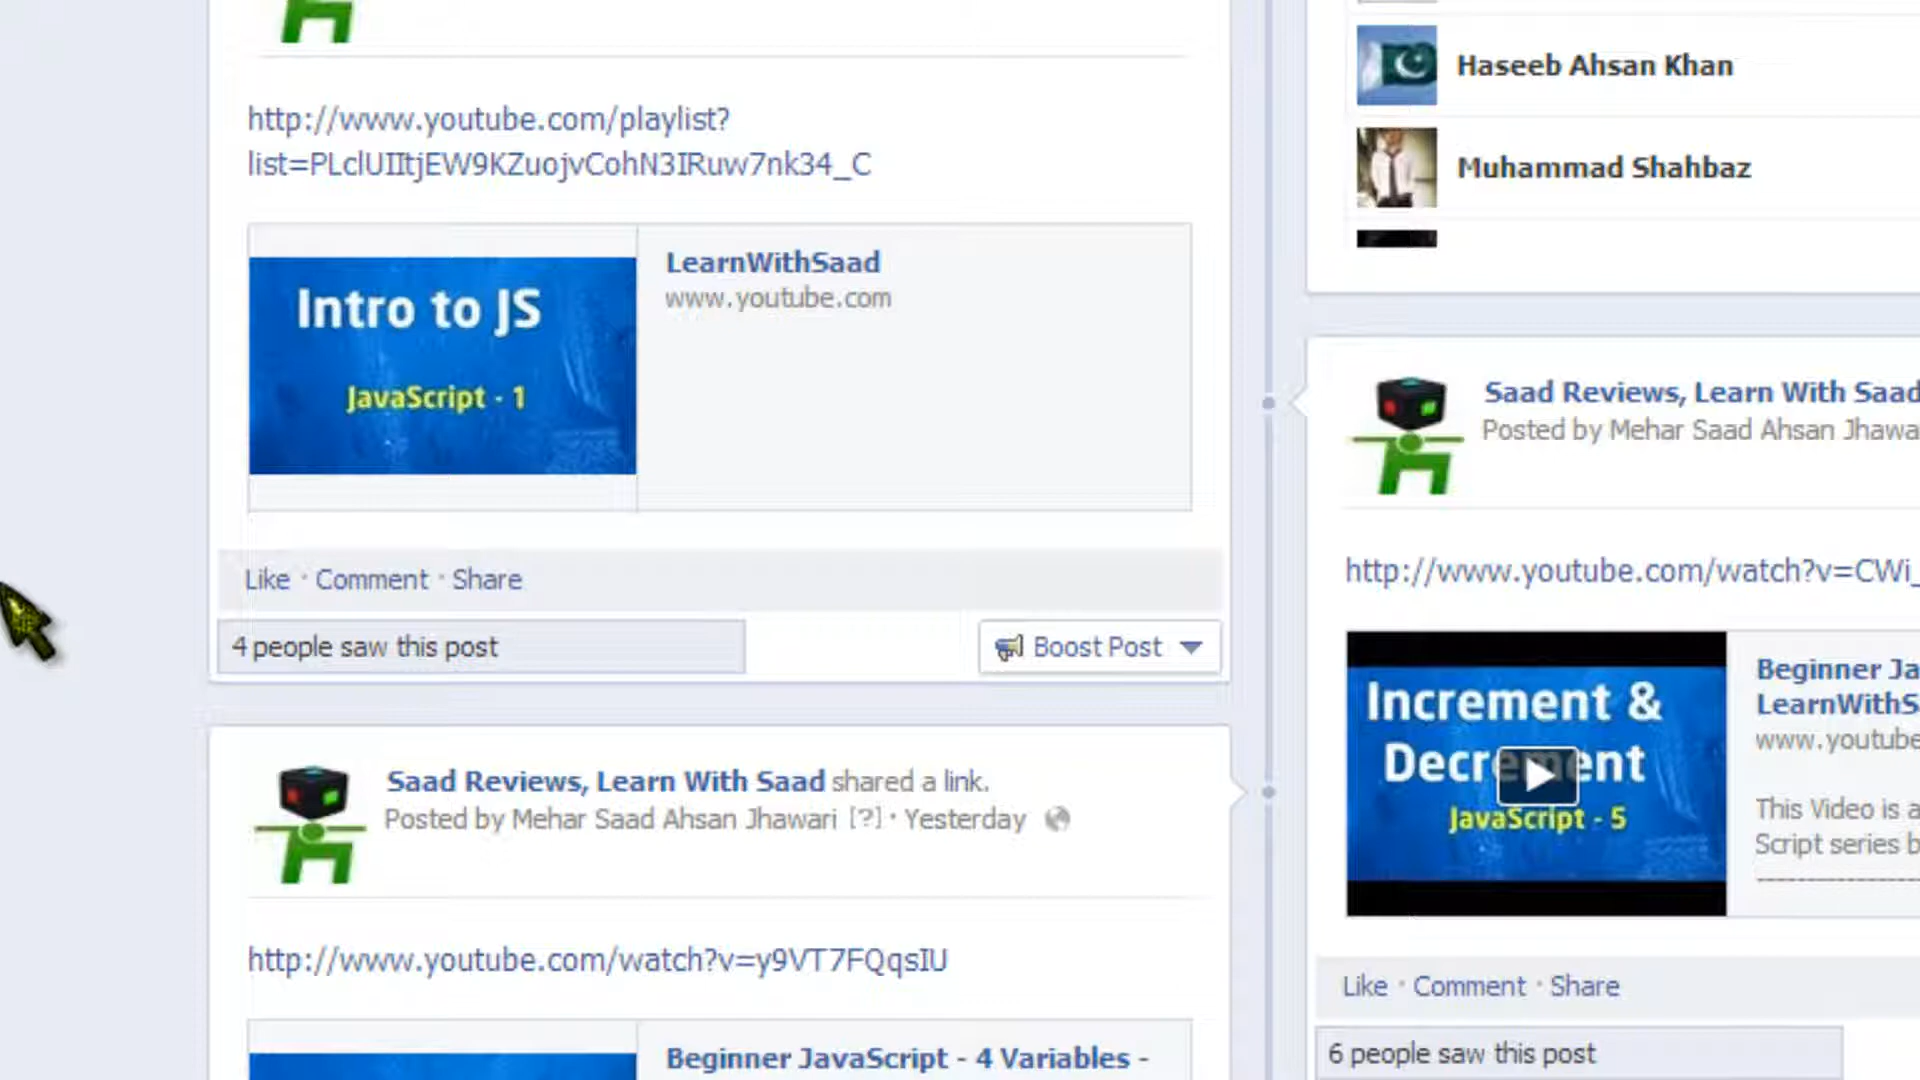 http://www.youtube.com/playlist?
list=PLclUIItjEW9KZuojvCohN3IRuw7nk34_C
Intro to JS
JavaScript - 1
LearnWithSaad
www.youtube.com
Like · Comment · Share
4 people saw this post
Boost Post
Saad Reviews, Learn With Saad shared a link.
Posted by Mehar Saad Ahsan Jhawari [?] · Yesterday
http://www.youtube.com/watch?v=y9VT7FQqsIU
Beginner JavaScript - 4 Variables -
Haseeb Ahsan Khan
Muhammad Shahbaz
Saad Reviews, Learn With Saad
Posted by Mehar Saad Ahsan Jhawa
http://www.youtube.com/watch?v=CWi_
Increment &
Decrement
JavaScript - 5
Beginner Ja
LearnWithS
www.youtube
This Video is a
Script series b
Like · Comment · Share
6 people saw this post